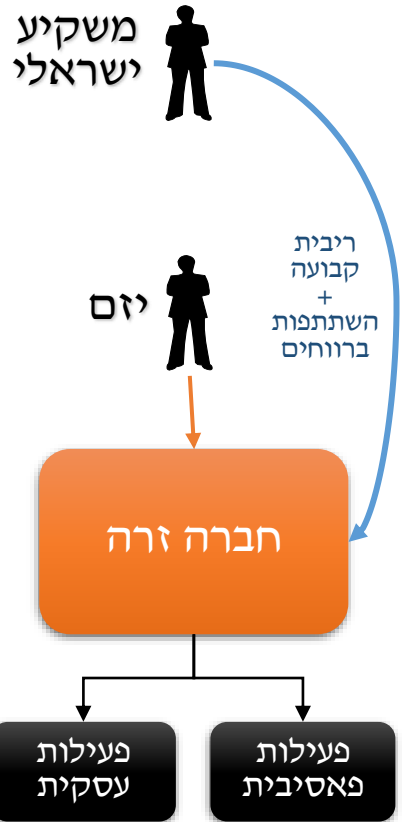 משקיע
ישראלי
ריבית
קבועה
+
השתתפות
ברווחים
יזם
חברה זרה
פעילות
פאסיבית
פעילות
עסקית